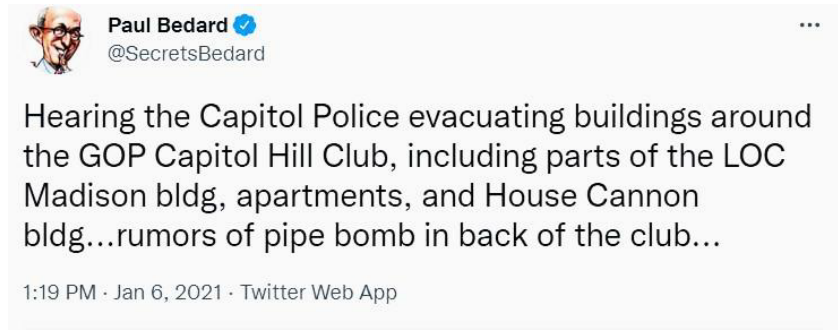 Paul Bedard
@SecretsBedard
Hearing the Capitol Police evacuating buildings around
the GOP Capitol Hill Club, including parts of the LOC
Madison bldg, apartments, and House Cannon
bldg...rumors of pipe bomb in back of the club...
1:19 PM · Jan 6, 2021 · Twitter Web App